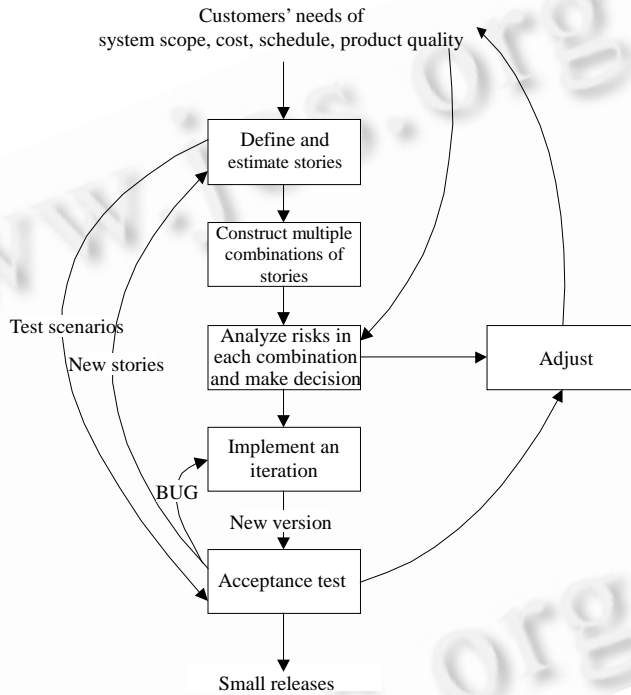 Customers' needs of
system scope, cost, schedule, product quality
Define and
estimate stories
Construct multiple
combinations of
stories
Test scenarios
New stories
Analyze risks in
each combination
and make decision
Adjust
Implement an
iteration
BUG
New version
Acceptance test
Small releases